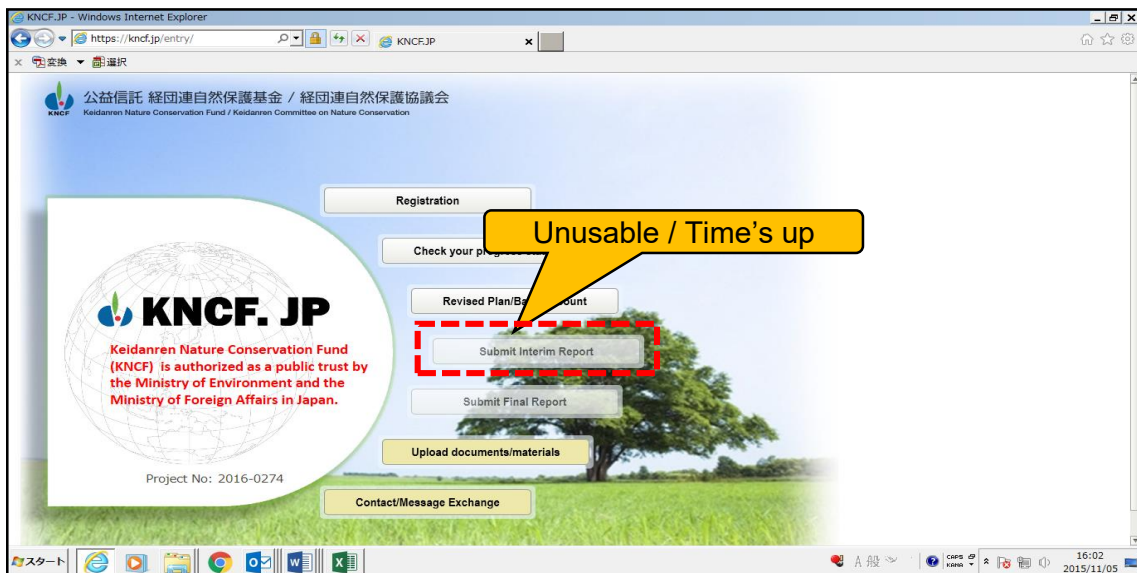 KNCF.JP - Windows Internet Explorer
https://kncf.jp/entry/
KNCF.JP
変換 選択
公益信託 経団連自然保護基金 / 経団連自然保護協議会
KNCF Keidanren Nature Conservation Fund / Keidanren Committee on Nature Conservation
Registration
Unusable / Time’s up
Check your
Revised Plan/Ba
Submit Interim Report
Submit Final Report
Upload documents/materials
Contact/Message Exchange
KNCF. JP
Keidanren Nature Conservation Fund
(KNCF) is authorized as a public trust by
the Ministry of Environment and the
Ministry of Foreign Affairs in Japan.
Project No: 2016-0274
スタート
A 般
CAPS
KANA
16:02
2015/11/05